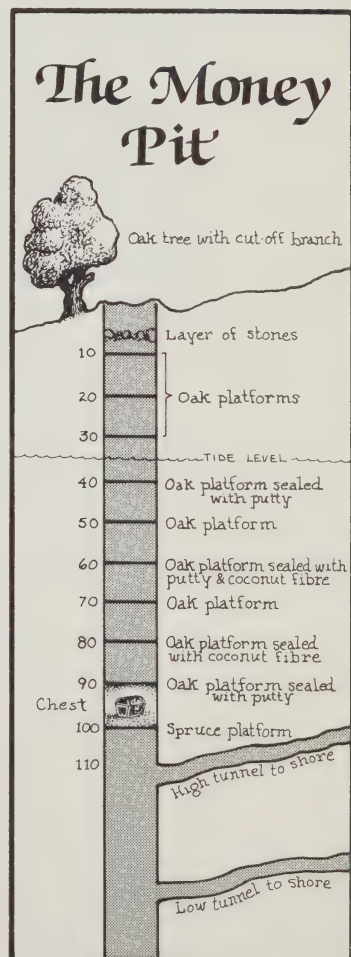 The Money
Pit
Oak tree with cut-off branch
Layer of stones
10
20
Oak platforms
30
TIDE LEVEL
40
Oak platform sealed
with putty
50
Oak platform
60
Oak platform sealed with
putty & coconut fibre
70
Oak platform
80
Oak platform sealed
with coconut fibre
90
Oak platform sealed
with putty
Chest
100
Spruce platform
110
High tunnel to shore
Low tunnel to shore